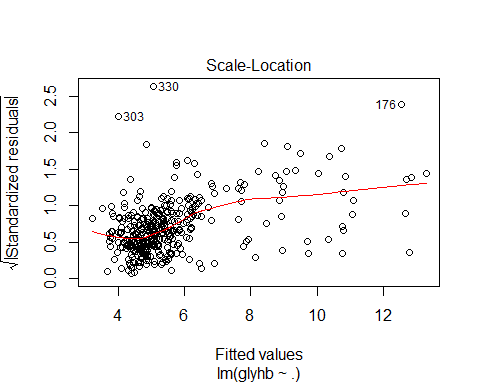 Scale-Location
√|Standardized residuals|
2.5
2.0
1.5
1.0
0.5
0.0
330
303
176
4 6 8 10 12
Fitted values
lm(glyhb ~ .)